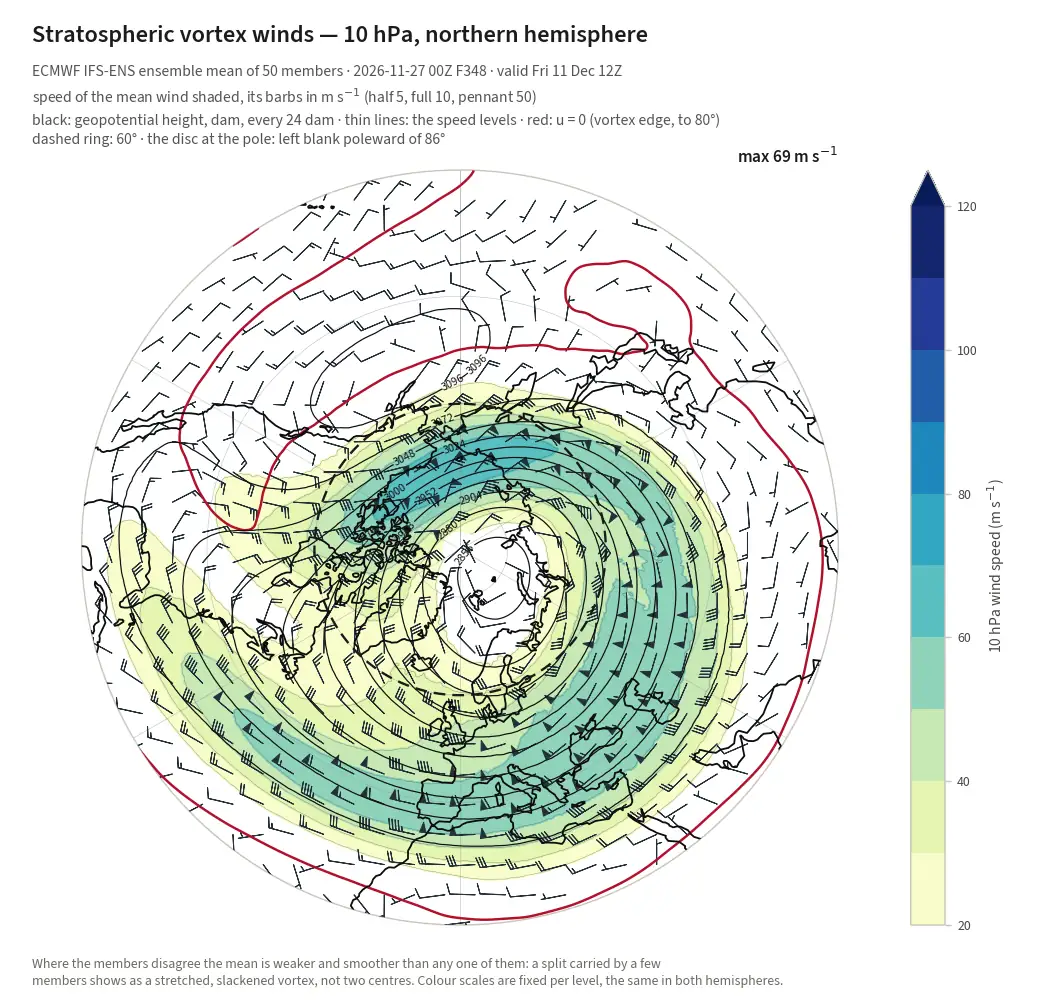 Stratospheric vortex winds — 10 hPa, northern hemisphere
ECMWF IFS-ENS ensemble mean of 50 members · 2026-11-27 00Z F348 · valid Fri 11 Dec 12Z
speed of the mean wind shaded, its barbs in m s⁻¹ (half 5, full 10, pennant 50)
black: geopotential height, dam, every 24 dam · thin lines: the speed levels · red: u = 0 (vortex edge, to 80°)
dashed ring: 60° · the disc at the pole: left blank poleward of 86°
max 69 m s⁻¹
120
100
80
60
40
20
10 hPa wind speed (m s⁻¹)
3096
3096
3048
2904
2880
Where the members disagree the mean is weaker and smoother than any one of them: a split carried by a few
members shows as a stretched, slackened vortex, not two centres. Colour scales are fixed per level, the same in both hemispheres.